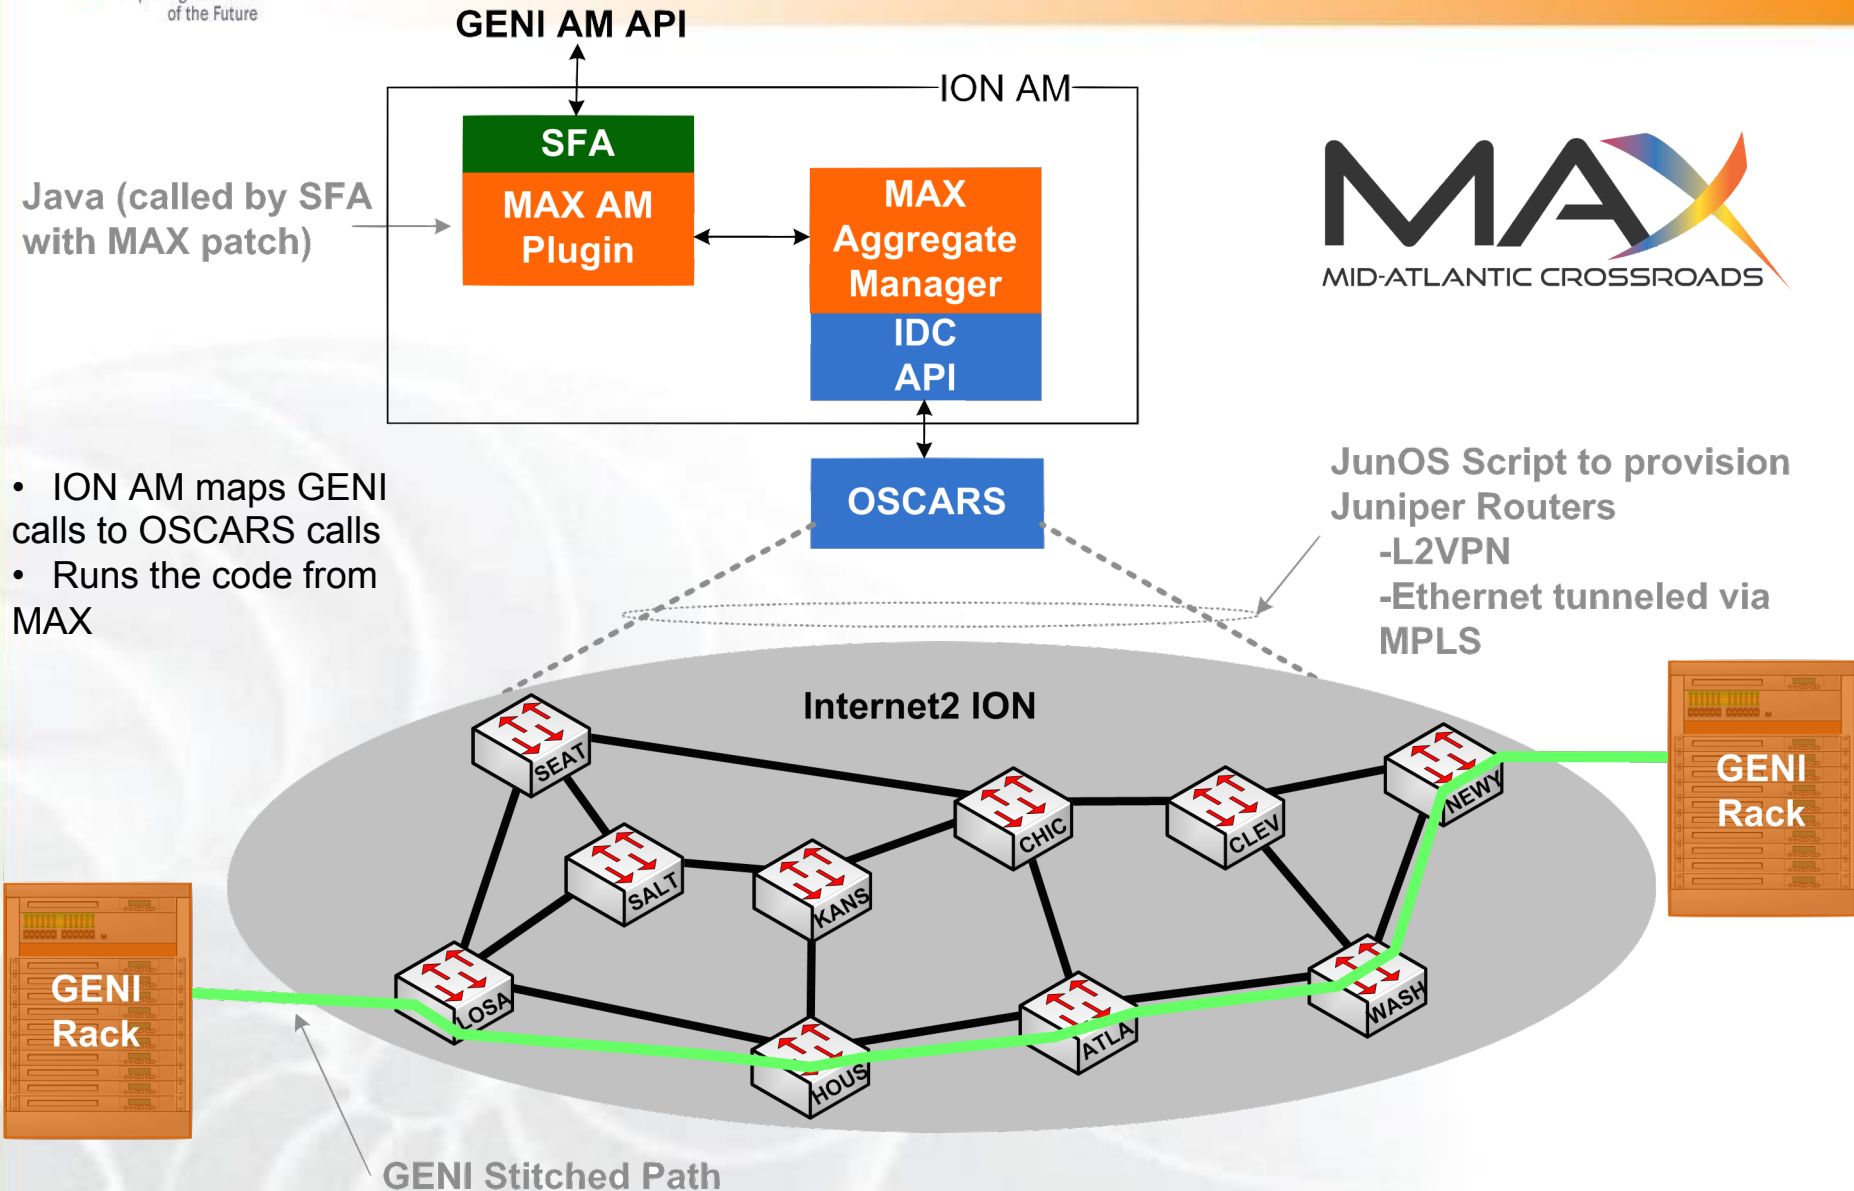 of the Future
GENI AM API
ION AM
SFA
MAX AM
Plugin
MAX
Aggregate
Manager
IDC
API
Java (called by SFA
with MAX patch)
MAX
MID-ATLANTIC CROSSROADS
• ION AM maps GENI
calls to OSCARS calls
• Runs the code from
MAX
OSCARS
JunOS Script to provision
Juniper Routers
-L2VPN
-Ethernet tunneled via
MPLS
Internet2 ION
SEAT
SALT
KANS
CHIC
CLEV
NEWY
LOSA
HOUS
ATLA
WASH
GENI
Rack
GENI
Rack
GENI Stitched Path